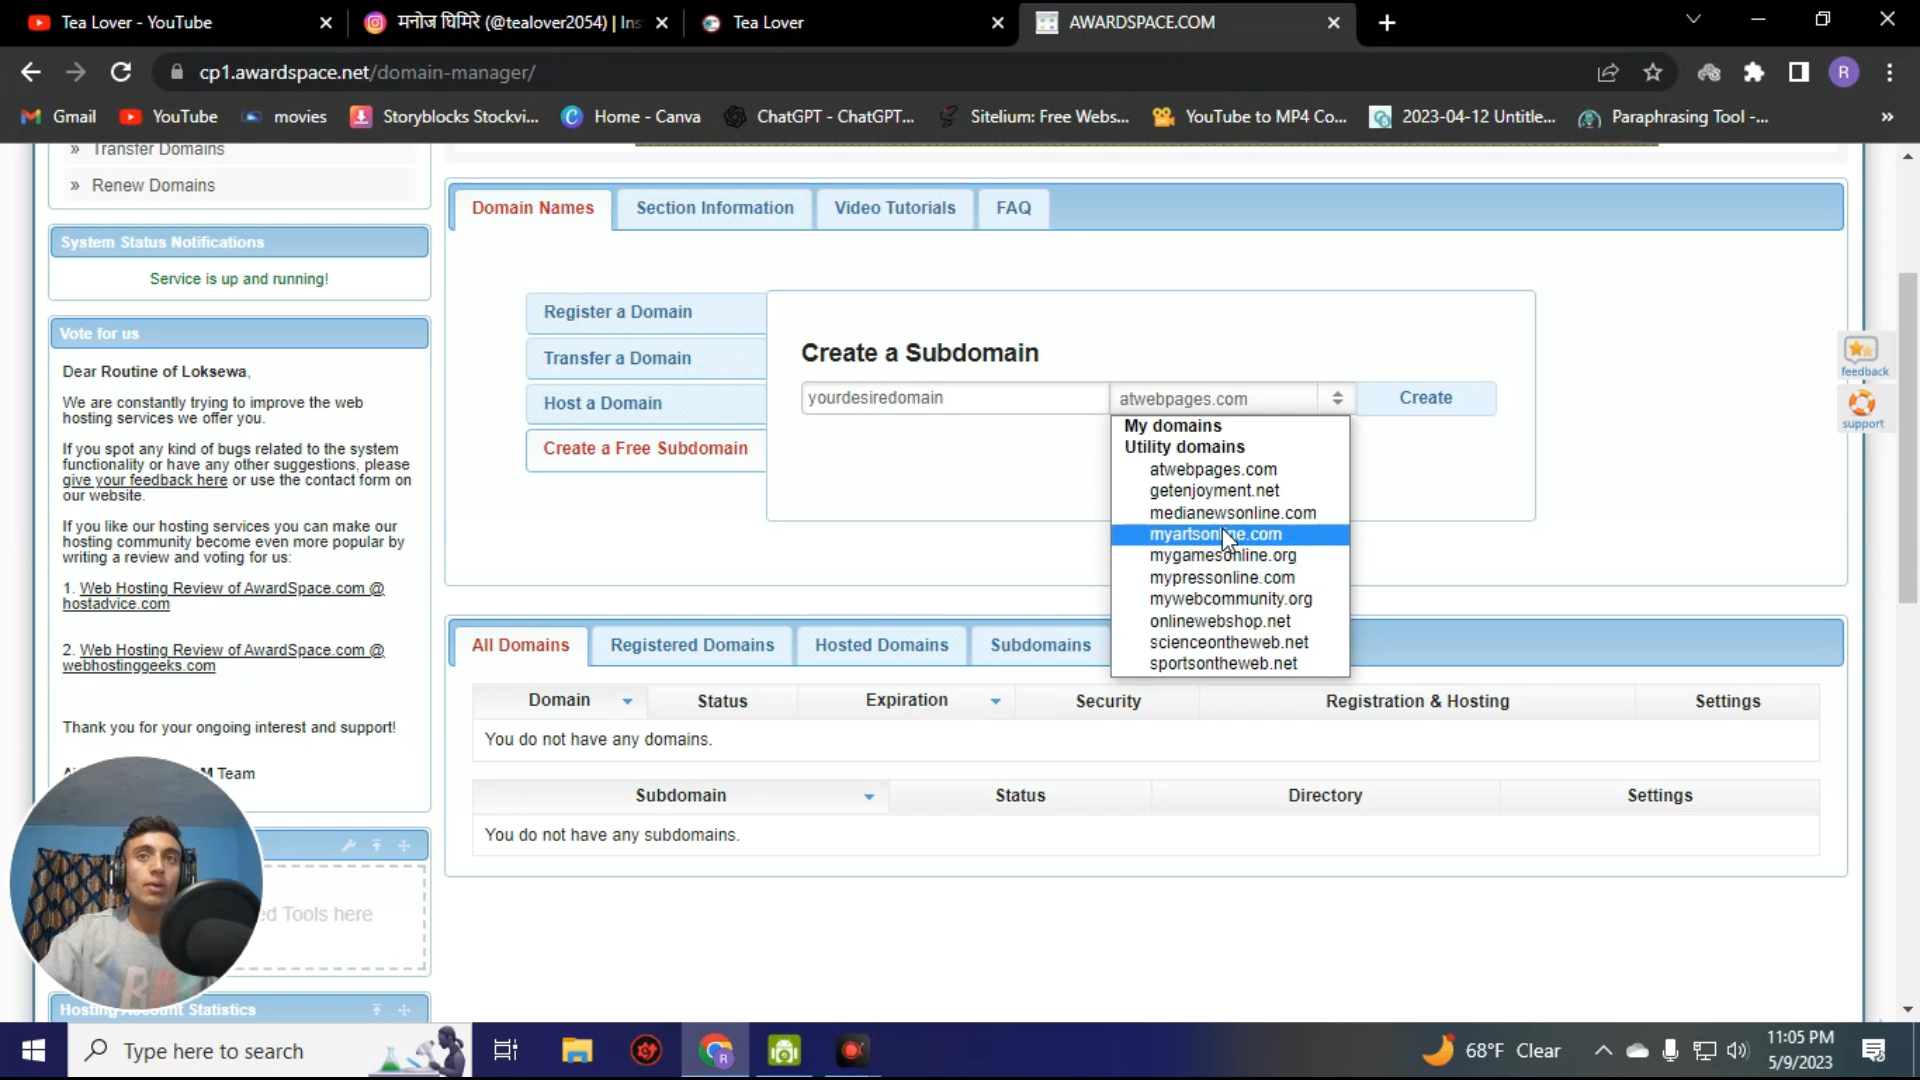 Tea Lover - YouTube
मनोज घिमिरे (@tealover2054) | Ins
Tea Lover
AWARDSPACE.COM
cp1.awardspace.net/domain-manager/
R
Gmail
YouTube
movies
Storyblocks Stockvi...
Home - Canva
ChatGPT - ChatGPT...
Sitelium: Free Webs...
YouTube to MP4 Co...
2023-04-12 Untitle...
Paraphrasing Tool -...
»
» Transfer Domains
» Renew Domains
System Status Notifications
Service is up and running!
Vote for us
Dear Routine of Loksewa,
We are constantly trying to improve the web
hosting services we offer you.
If you spot any kind of bugs related to the system
functionality or have any other suggestions, please
give your feedback here or use the contact form on
our website.
If you like our hosting services you can make our
hosting community become even more popular by
writing a review and voting for us:
1. Web Hosting Review of AwardSpace.com @
hostadvice.com
2. Web Hosting Review of AwardSpace.com @
webhostinggeeks.com
Thank you for your ongoing interest and support!
M Team
Tools here
Hosting Account Statistics
Domain Names
Section Information
Video Tutorials
FAQ
Register a Domain
Transfer a Domain
Host a Domain
Create a Free Subdomain
Create a Subdomain
yourdesiredomain
atwebpages.com
Create
My domains
Utility domains
atwebpages.com
getenjoyment.net
medianewsonline.com
myartsonline.com
mygamesonline.org
mypressonline.com
mywebcommunity.org
onlinewebshop.net
scienceontheweb.net
sportsontheweb.net
feedback
support
All Domains
Registered Domains
Hosted Domains
Subdomains
Domain Status Expiration Security Registration & Hosting Settings
You do not have any domains.
Subdomain Status Directory Settings
You do not have any subdomains.
Type here to search
R
68°F Clear
11:05 PM
5/9/2023